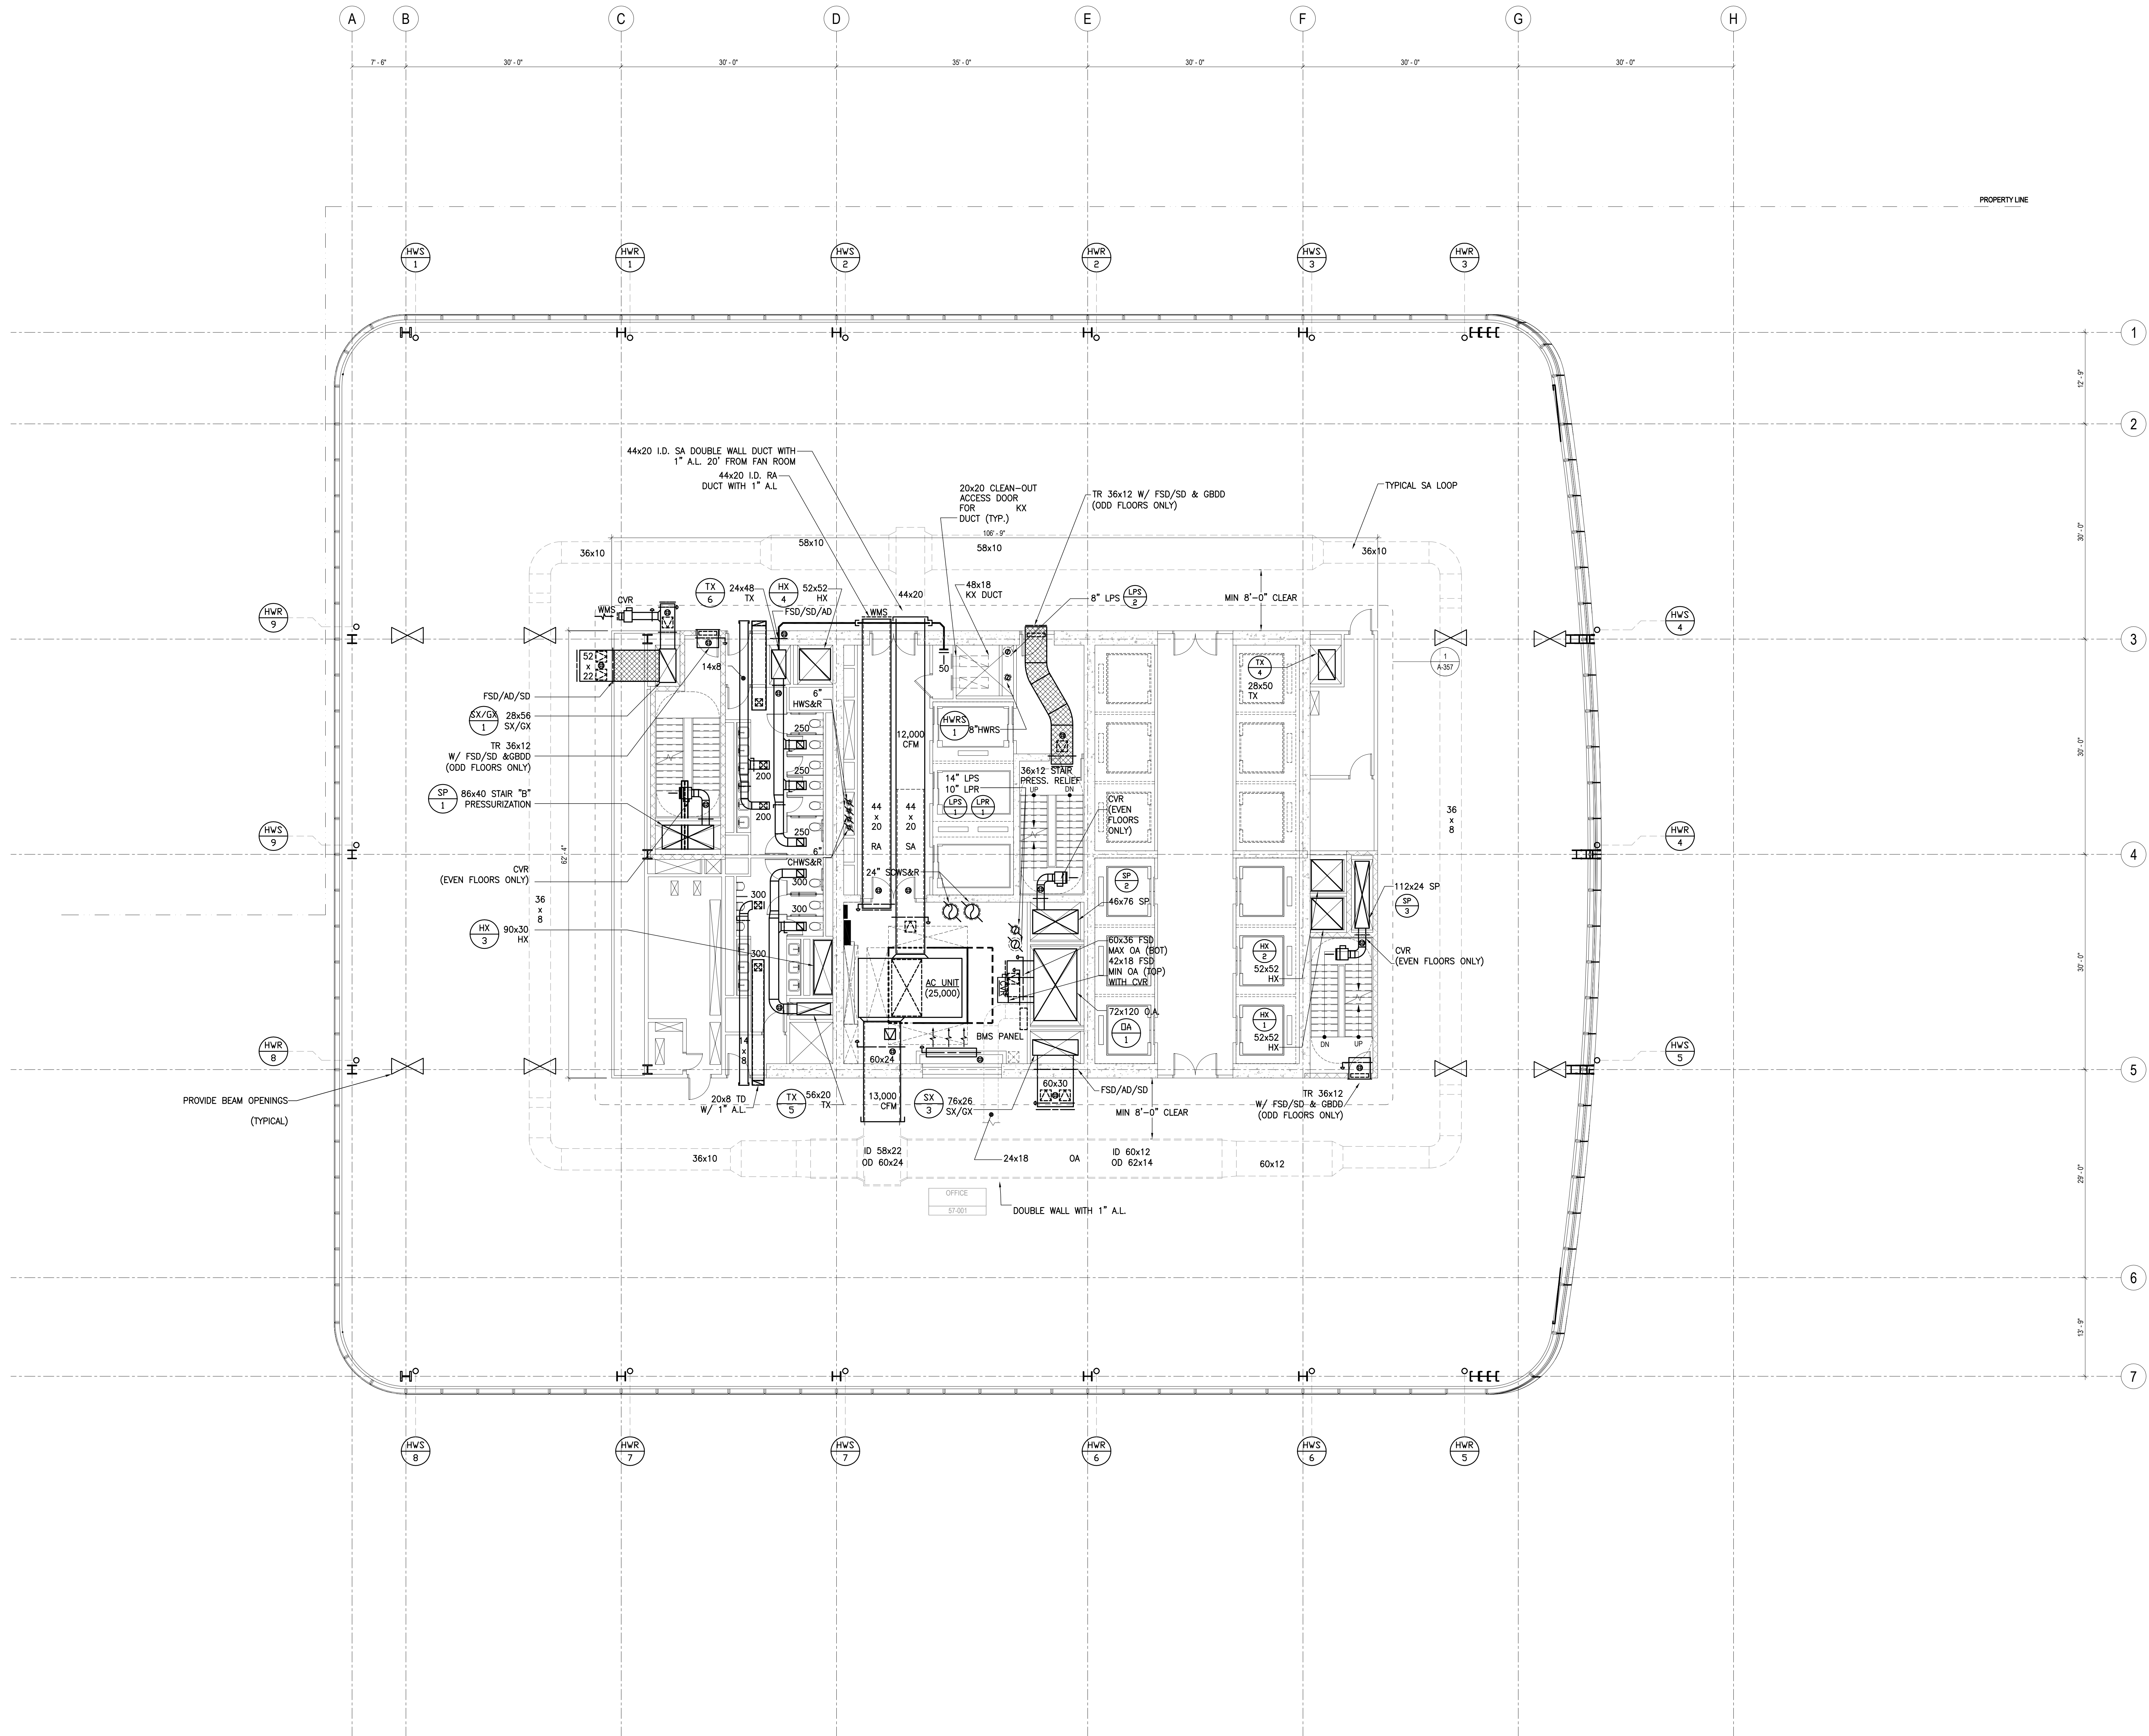 A
B
C
D
E
F
G
H
7' - 6"
30' - 0"
30' - 0"
35' - 0"
30' - 0"
30' - 0"
30' - 0"
PROPERTY LINE
HWS
1
HWR
1
HWS
2
HWR
2
HWS
3
HWR
3
1
12' - 9"
2
44x20 I.D. SA DOUBLE WALL DUCT WITH
1" A.L. 20' FROM FAN ROOM
44x20 I.D. RA
DUCT WITH 1" A.L
20x20 CLEAN-OUT
ACCESS DOOR
FOR KX
DUCT (TYP.)
TR 36x12 W/ FSD/SD & GBDD
(ODD FLOORS ONLY)
TYPICAL SA LOOP
30' - 0"
106' - 9"
36x10
58x10
58x10
36x10
TX
6
24x48
TX
HX
4
52x52
HX
FSD/SD/AD
44x20
48x18
KX DUCT
8" LPS
LPS
2
MIN 8'-0" CLEAR
CVR
WMS
WMS
HWR
9
HWS
4
3
52
x
22
14x8
50
1
A-357
TX
4
28x50
TX
FSD/AD/SD
SX/GX
1
28x56
SX/GX
6"
HWS&R
HWRS
1
8"HWRS
TR 36x12
W/ FSD/SD &GBDD
(ODD FLOORS ONLY)
250
12,000
CFM
30' - 0"
200
250
36x12 STAIR
PRESS. RELIEF
UP
DN
14" LPS
10" LPR
LPS
1
LPR
1
SP
1
86x40 STAIR "B"
PRESSURIZATION
200
250
44
x
20
RA
44
x
20
SA
CVR
(EVEN
FLOORS
ONLY)
36
x
8
HWS
9
HWR
4
4
62' - 4"
6"
CHWS&R
CVR
(EVEN FLOORS ONLY)
24" SCWS&R
300
300
300
SP
2
46x76 SP
112x24 SP
SP
3
36
x
8
HX
3
90x30
HX
300
60x36 FSD
MAX OA (BOT)
42x18 FSD
MIN OA (TOP)
WITH CVR
CVR
HX
2
52x52
HX
CVR
(EVEN FLOORS ONLY)
30' - 0"
AC UNIT
(25,000)
72x120 O.A.
OA
1
HX
1
52x52
HX
BMS PANEL
14
x
8
DN
UP
HWR
8
HWS
5
5
60x24
60x30
FSD/AD/SD
PROVIDE BEAM OPENINGS
(TYPICAL)
20x8 TD
W/ 1" A.L.
TX
5
56x20
TX
13,000
CFM
SX
3
76x26
SX/GX
MIN 8'-0" CLEAR
TR 36x12
W/ FSD/SD & GBDD
(ODD FLOORS ONLY)
36x10
ID 58x22
OD 60x24
24x18 OA
ID 60x12
OD 62x14
60x12
29' - 0"
OFFICE
57-001
DOUBLE WALL WITH 1" A.L.
6
13' - 9"
7
HWS
8
HWR
7
HWS
7
HWR
6
HWS
6
HWR
5